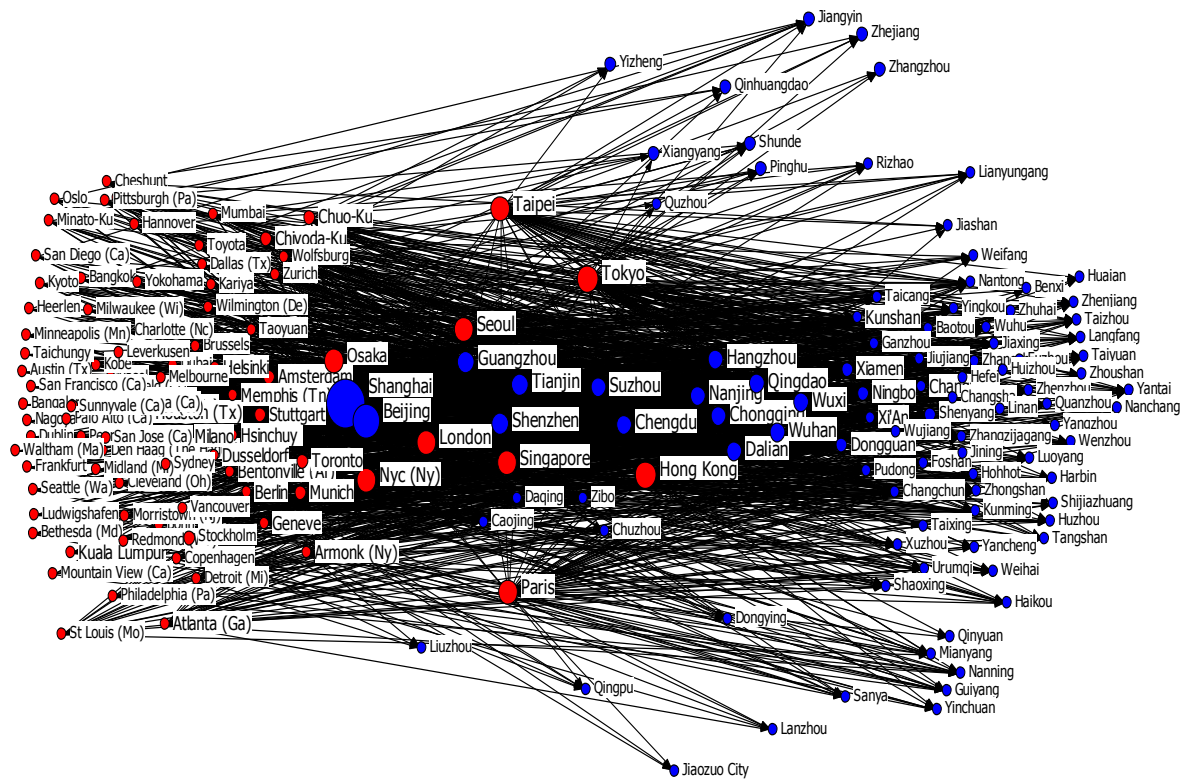 Jiangyin
Zhejiang
Yizheng
Zhangzhou
Qinhuangdao
Shunde
Xiangyang
Pinghu
Rizhao
Lianyungang
Cheshunt
Oslo
Pittsburgh (Pa)
Quzhou
Taipei
Minato-Ku
Hannover
Mumbai
Chuo-Ku
Jiashan
Toyota
Chiyoda-Ku
San Diego (Ca)
Dallas (Tx)
Wolfsburg
Weifang
Zurich
Tokyo
Kyoto
Bangkok
Yokohama
Kariya
Nantong
Huaian
Benxi
Taicang
Heerlen
Milwaukee (Wi)
Wilmington (De)
Kunshan
Yingkou
Zhuhai
Zhenjiang
Taizhou
Minneapolis (Mn)
Charlotte (Nc)
Taoyuan
Seoul
Baotou
Wuhu
Langfang
Taichungy
Leverkusen
Brussels
Ganzhou
Jiaxing
Osaka
Guangzhou
Hangzhou
Jiujiang
Taiyuan
Austin (Tx)
Kobe
Helsinki
Xiamen
Huizhou
Zhoushan
San Francisco (Ca)
Melbourne
Amsterdam
Tianjin
Suzhou
Qingdao
Hefei
Yantai
Shanghai
Memphis (Tn)
Nanjing
Ningbo
Zhenzhou
Sunnyvale (Ca)
Wuxi
Linan
Quanzhou
Nanchang
Palo Alto (Ca)
Stuttgart
Beijing
Shenzhen
Chengdu
Chongqing
Xi'An
Shenyang
Yangzhou
San Jose (Ca)
Milano
Hsinchuy
London
Wuhan
Wujiang
Zhangzijagang
Wenzhou
Waltham (Ma)
Dusseldorf
Toronto
Singapore
Dalian
Dongguan
Jining
Luoyang
Frankfurt
Sydney
Foshan
Pudong
Hohhot
Harbin
Cleveland (Oh)
Nyc (Ny)
Hong Kong
Seattle (Wa)
Berlin
Munich
Daqing
Zibo
Changchun
Zhongshan
Shijiazhuang
Ludwigshafen
Vancouver
Kunming
Geneve
Caojing
Chuzhou
Taixing
Huzhou
Stockholm
Tangshan
Kuala Lumpur
Copenhagen
Armonk (Ny)
Xuzhou
Yancheng
Mountain View (Ca)
Detroit (Mi)
Urumqi
Weihai
Paris
Shaoxing
Philadelphia (Pa)
Haikou
Dongying
Atlanta (Ga)
St Louis (Mo)
Qinyuan
Liuzhou
Mianyang
Nanning
Qingpu
Guiyang
Sanya
Yinchuan
Lanzhou
Jiaozuo City